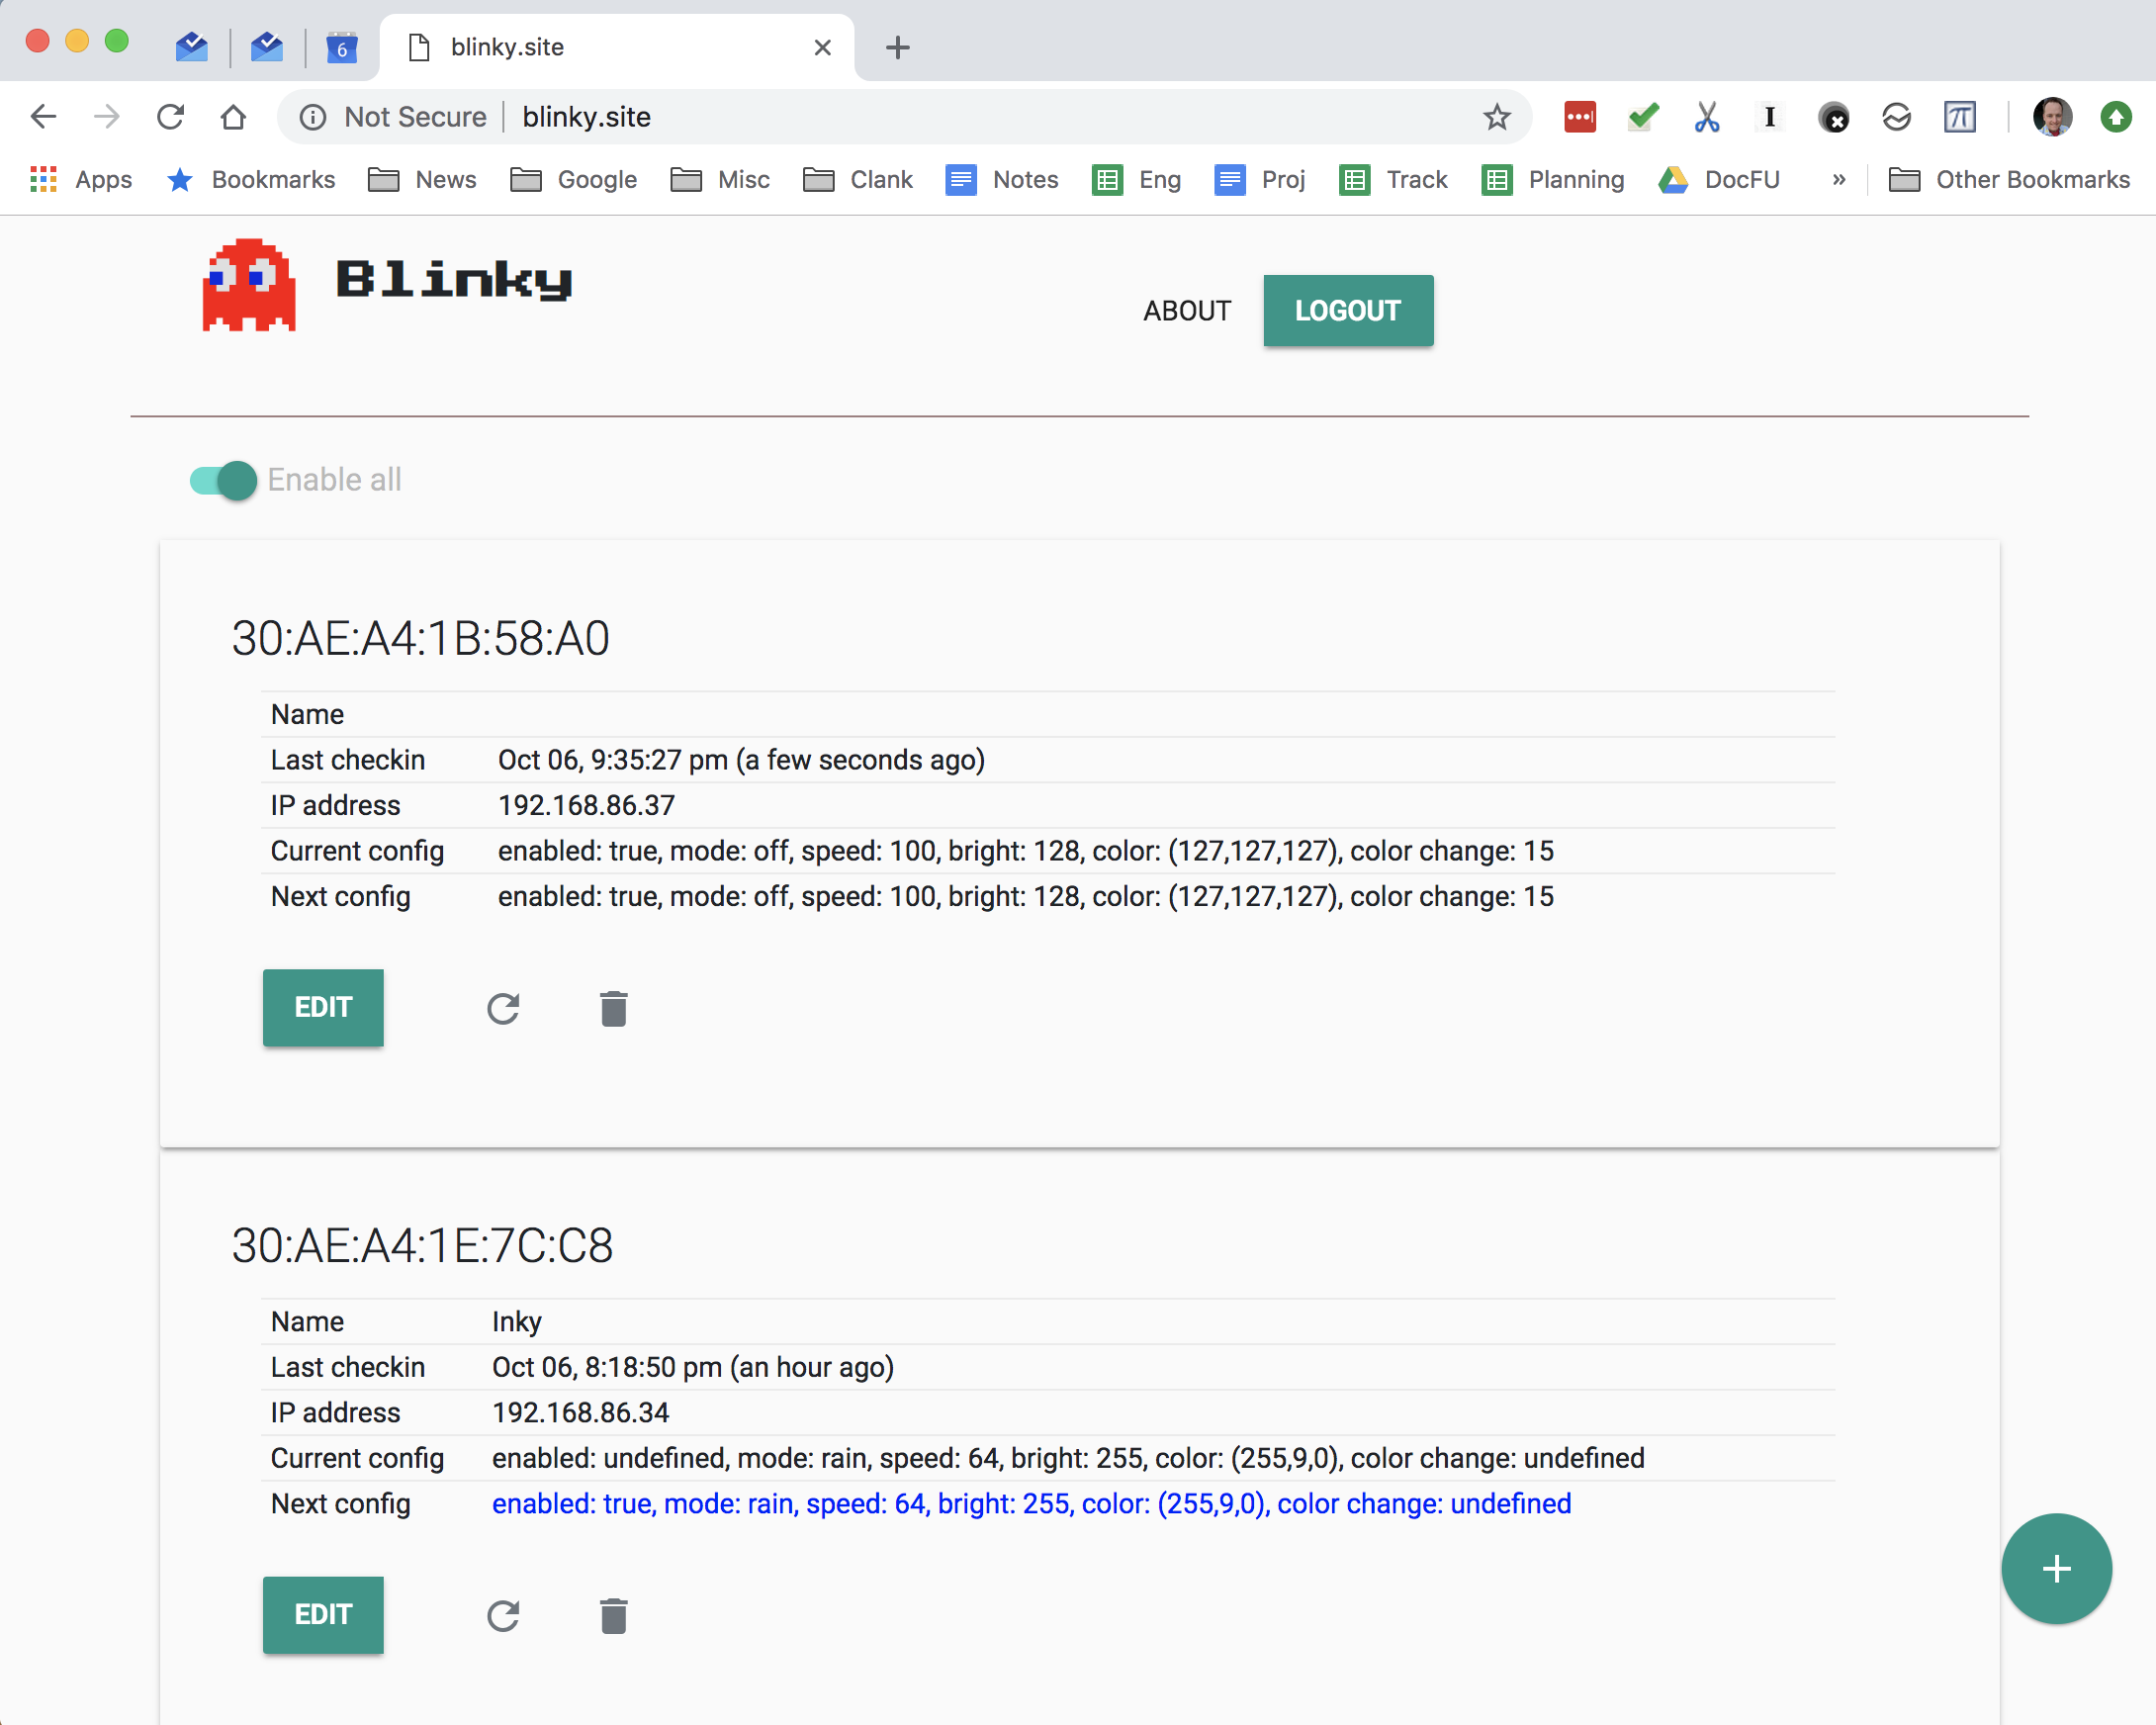 blinky.site
6
Not Secure blinky.site
Apps Bookmarks News Google Misc Clank Notes Eng Proj Track Planning DocFU » Other Bookmarks
Blinky
ABOUT LOGOUT
Enable all
30:AE:A4:1B:58:A0
Name
Last checkin Oct 06, 9:35:27 pm (a few seconds ago)
IP address 192.168.86.37
Current config enabled: true, mode: off, speed: 100, bright: 128, color: (127,127,127), color change: 15
Next config enabled: true, mode: off, speed: 100, bright: 128, color: (127,127,127), color change: 15
EDIT
30:AE:A4:1E:7C:C8
Name Inky
Last checkin Oct 06, 8:18:50 pm (an hour ago)
IP address 192.168.86.34
Current config enabled: undefined, mode: rain, speed: 64, bright: 255, color: (255,9,0), color change: undefined
Next config enabled: true, mode: rain, speed: 64, bright: 255, color: (255,9,0), color change: undefined
EDIT